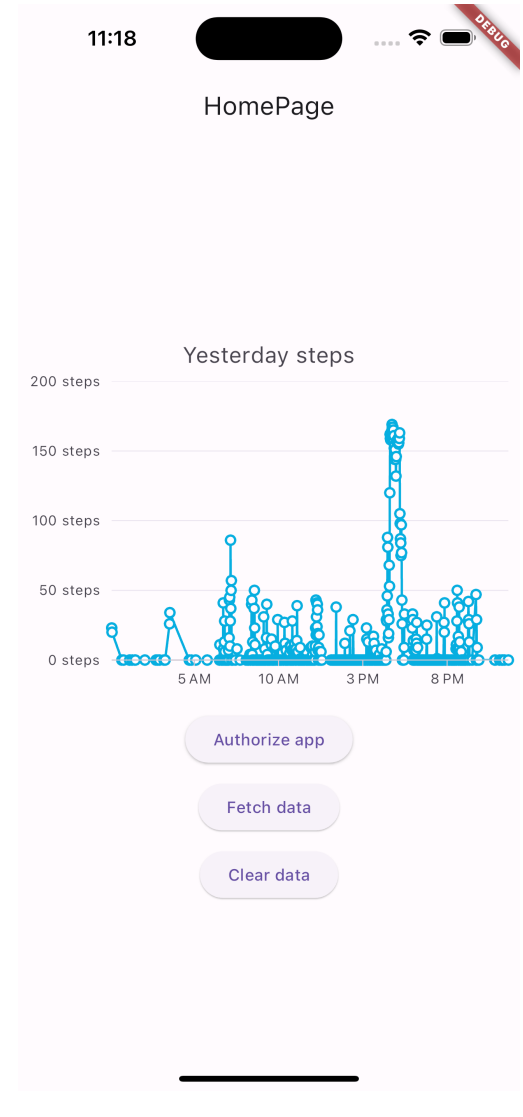 11:18
DEBUG
HomePage
Yesterday steps
200 steps
150 steps
100 steps
50 steps
0 steps
5 AM 10 AM 3 PM 8 PM
Authorize app
Fetch data
Clear data